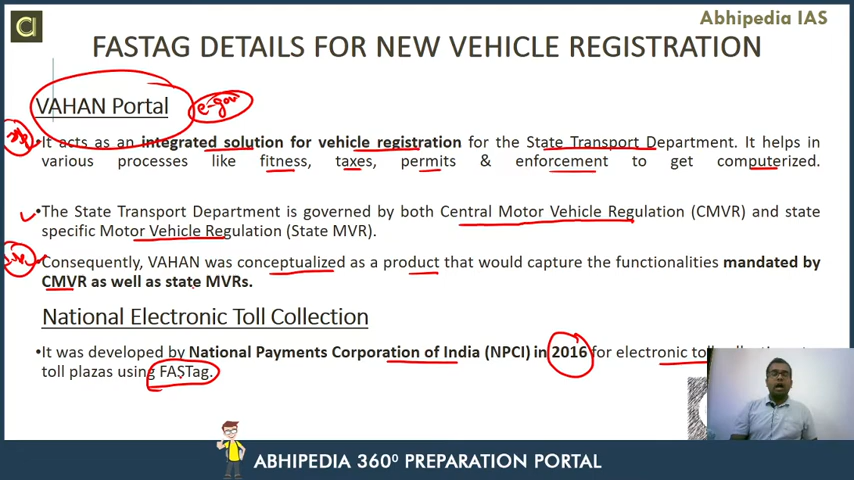 Abhipedia IAS
FASTAG DETAILS FOR NEW VEHICLE REGISTRATION
VAHAN Portal
e-gov
•It acts as an integrated solution for vehicle registration for the State Transport Department. It helps in
various processes like fitness, taxes, permits & enforcement to get computerized.
•The State Transport Department is governed by both Central Motor Vehicle Regulation (CMVR) and state
specific Motor Vehicle Regulation (State MVR).
Consequently, VAHAN was conceptualized as a product that would capture the functionalities mandated by
CMVR as well as state MVRs.
National Electronic Toll Collection
•It was developed by National Payments Corporation of India (NPCI) in 2016 for electronic toll
toll plazas using FASTag.
ABHIPEDIA 360° PREPARATION PORTAL